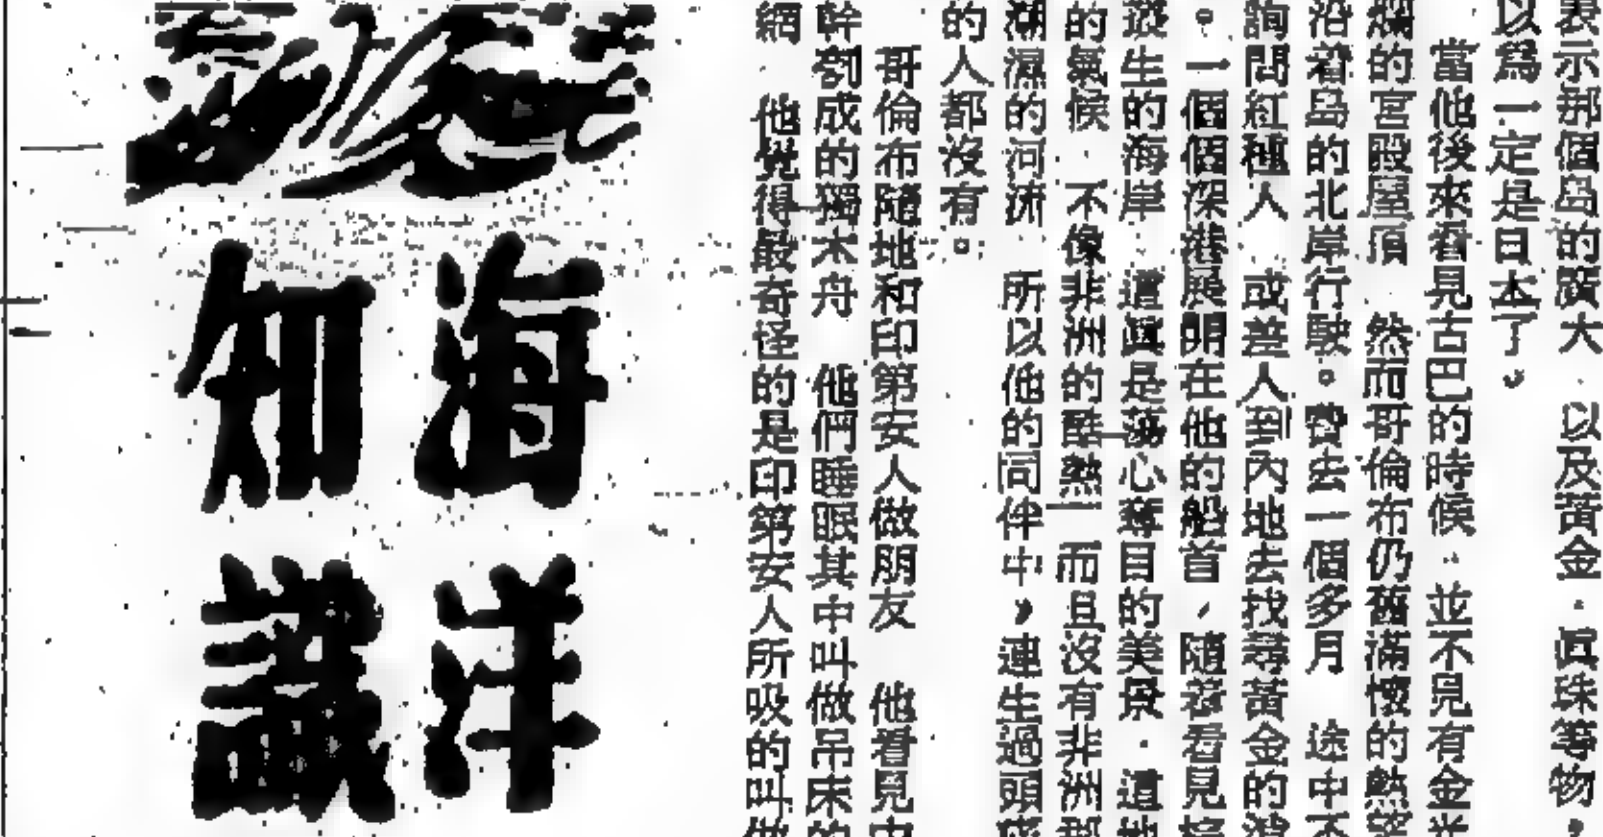 表示那個島的廣大．以及黃金．眞珠等物，
以爲一定是日本了。
當他後來看見古巴的時候．並不見有金
爛的宮殿屋頂 然而哥倫布仍舊滿懷的熱望
沿着島的北岸行駛。費去一個多月 途中不
詢問紅種人 或差人到內地去找尋黃金的
。一個個深港展開在他的船首，隨着看見
生的海岸 這眞是蕩心奪目的美景．這地
的氣候．不像非洲的酷熱 而且沒有非洲那
潮濕的河流 所以他的同伴中，連生過頭
的人都沒有。
哥倫布隨地和印第安人做朋友 他看見
幹刳成的獨木舟 他們睡眠其中叫做吊床的
網 他覺得最奇怪的是印第安人所吸的叫做
海洋
知識